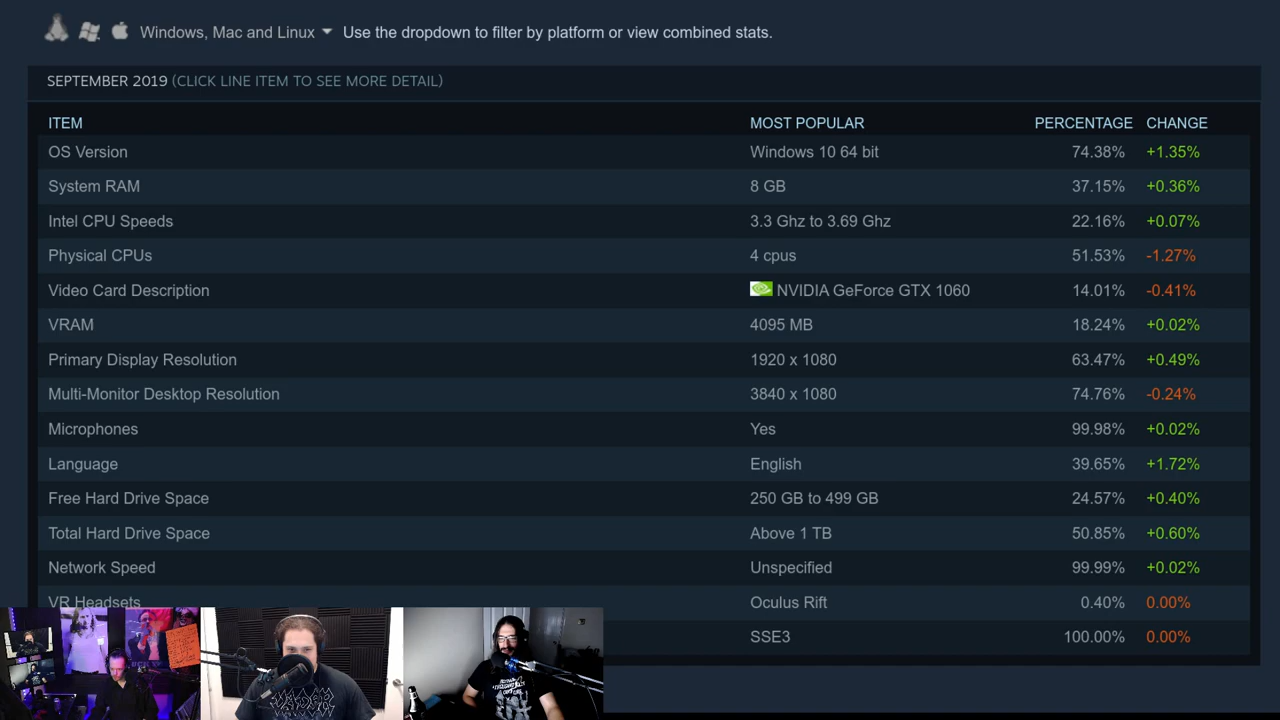 Windows, Mac and Linux Use the dropdown to filter by platform or view combined stats.
SEPTEMBER 2019 (CLICK LINE ITEM TO SEE MORE DETAIL)
ITEM MOST POPULAR PERCENTAGE CHANGE
OS Version Windows 10 64 bit 74.38% +1.35%
System RAM 8 GB 37.15% +0.36%
Intel CPU Speeds 3.3 Ghz to 3.69 Ghz 22.16% +0.07%
Physical CPUs 4 cpus 51.53% -1.27%
Video Card Description NVIDIA GeForce GTX 1060 14.01% -0.41%
VRAM 4095 MB 18.24% +0.02%
Primary Display Resolution 1920 x 1080 63.47% +0.49%
Multi-Monitor Desktop Resolution 3840 x 1080 74.76% -0.24%
Microphones Yes 99.98% +0.02%
Language English 39.65% +1.72%
Free Hard Drive Space 250 GB to 499 GB 24.57% +0.40%
Total Hard Drive Space Above 1 TB 50.85% +0.60%
Network Speed Unspecified 99.99% +0.02%
VR Headsets Oculus Rift 0.40% 0.00%
SSE3 100.00% 0.00%